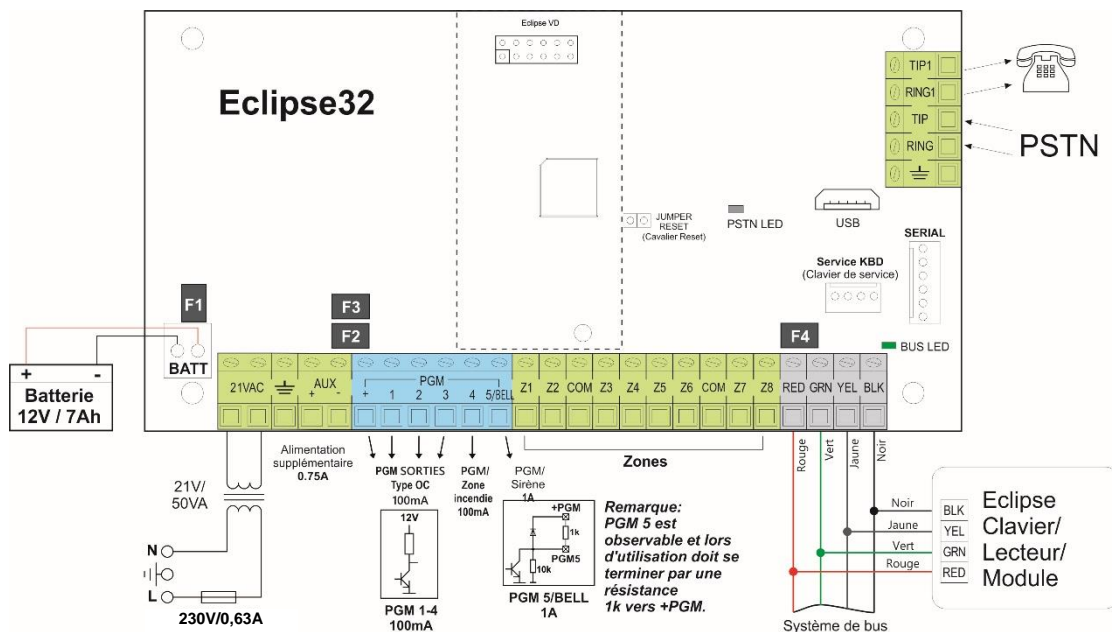 Eclipse VD
Eclipse32
TIP1
RING1
TIP
RING
PSTN
JUMPER
RESET
(Cavalier Reset)
PSTN LED
USB
SERIAL
Service KBD
(Clavier de service)
BUS LED
F1
F3
F2
F4
BATT
+ -
Batterie
12V / 7Ah
21VAC
AUX
+ -
PGM
+ 1 2 3 4 5/BELL
Z1 Z2 COM Z3 Z4 Z5 Z6 COM Z7 Z8
RED GRN YEL BLK
Alimentation
supplémentaire
0.75A
PGM SORTIES
Type OC
100mA
PGM/
Zone
incendie
100mA
PGM/
Sirène
1A
Zones
Rouge
Vert
Jaune
Noir
21V/
50VA
N
L
230V/0,63A
12V
PGM 1-4
100mA
+PGM
1k
PGM5
10k
PGM 5/BELL
1A
Remarque:
PGM 5 est
observable et lors
d'utilisation doit se
terminer par une
résistance
1k vers +PGM.
Noir
Jaune
Vert
Rouge
BLK
YEL
GRN
RED
Eclipse
Clavier/
Lecteur/
Module
Système de bus